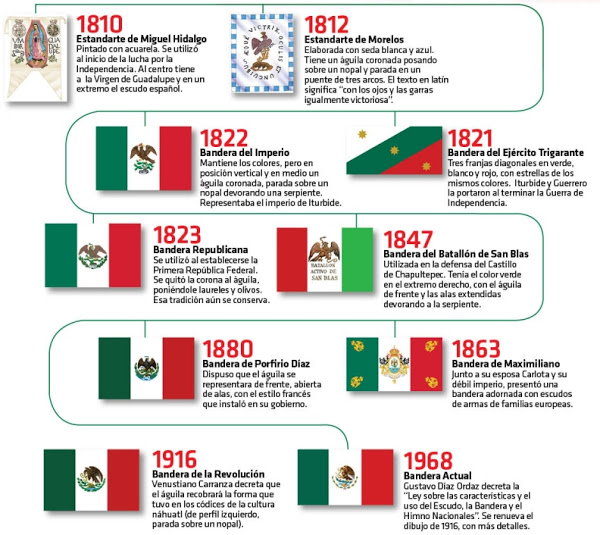 1810
Estandarte de Miguel Hidalgo
Pintado con acuarela. Se utilizó
al inicio de la lucha por la
Independencia. Al centro tiene
a la Virgen de Guadalupe y en un
extremo el escudo español.
1812
Estandarte de Morelos
Elaborada con seda blanca y azul.
Tiene un águila coronada posando
sobre un nopal y parada en un
puente de tres arcos. El texto en latín
significa “con los ojos y las garras
igualmente victoriosa”.
1822
Bandera del Imperio
Mantiene los colores, pero en
posición vertical y en medio un
águila coronada, parada sobre un
nopal devorando una serpiente.
Representaba el imperio de Iturbide.
1821
Bandera del Ejército Trigarante
Tres franjas diagonales en verde,
blanco y rojo, con estrellas de los
mismos colores. Iturbide y Guerrero
la portaron al terminar la Guerra de
Independencia.
1823
Bandera Republicana
Se utilizó al establecerse la
Primera República Federal.
Se quitó la corona al águila,
poniéndole laureles y olivos.
Esa tradición aún se conserva.
BATALLON
ACTIVO DE
SAN BLAS
1847
Bandera del Batallón de San Blas
Utilizada en la defensa del Castillo
de Chapultepec. Tenía el color verde
en el extremo derecho, con el águila
de frente y las alas extendidas
devorando a la serpiente.
1880
Bandera de Porfirio Díaz
Dispuso que el águila se
representara de frente, abierta
de alas, con el estilo francés
que instaló en su gobierno.
1863
Bandera de Maximiliano
Junto a su esposa Carlota y su
débil imperio, presentó una
bandera adornada con escudos
de armas de familias europeas.
1916
Bandera de la Revolución
Venustiano Carranza decreta que
el águila recobrará la forma que
tuvo en los códices de la cultura
náhuatl (de perfil izquierdo,
parada sobre un nopal).
1968
Bandera Actual
Gustavo Díaz Ordaz decreta la
“Ley sobre las características y el
uso del Escudo, la Bandera y el
Himno Nacionales”. Se renueva el
dibujo de 1916, con más detalles.